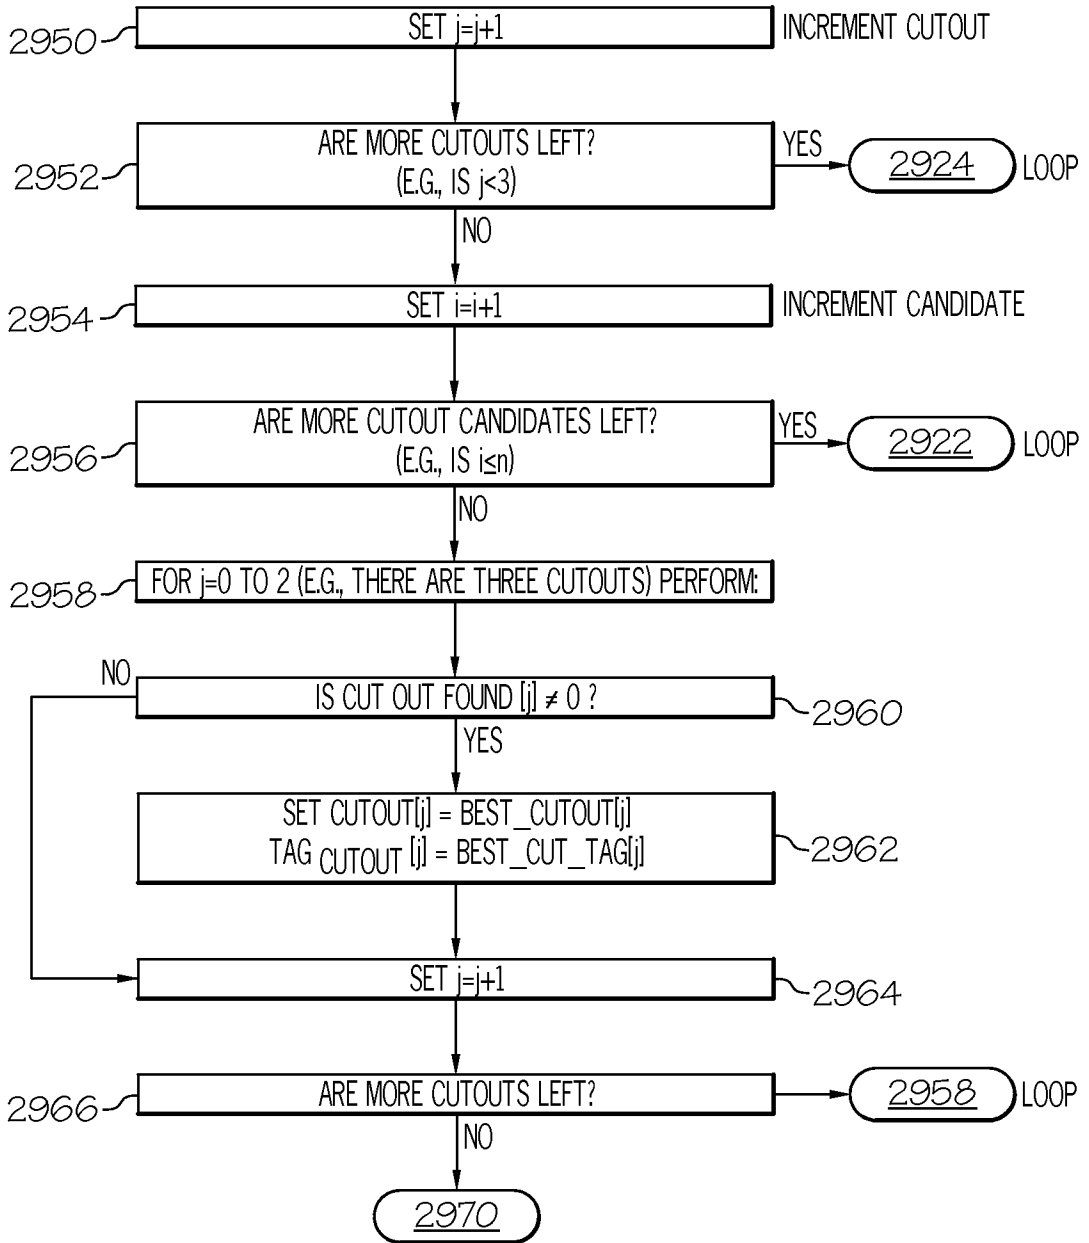 2950
SET j=j+1
INCREMENT CUTOUT
2952
ARE MORE CUTOUTS LEFT?
(E.G., IS j<3)
YES
2924
LOOP
NO
2954
SET i=i+1
INCREMENT CANDIDATE
2956
ARE MORE CUTOUT CANDIDATES LEFT?
(E.G., IS i≤n)
YES
2922
LOOP
NO
2958
FOR j=0 TO 2 (E.G., THERE ARE THREE CUTOUTS) PERFORM:
NO
IS CUT OUT FOUND [j] ≠ 0 ?
2960
YES
SET CUTOUT[j] = BEST_CUTOUT[j]
TAG CUTOUT [j] = BEST_CUT_TAG[j]
2962
SET j=j+1
2964
2966
ARE MORE CUTOUTS LEFT?
2958
LOOP
NO
2970